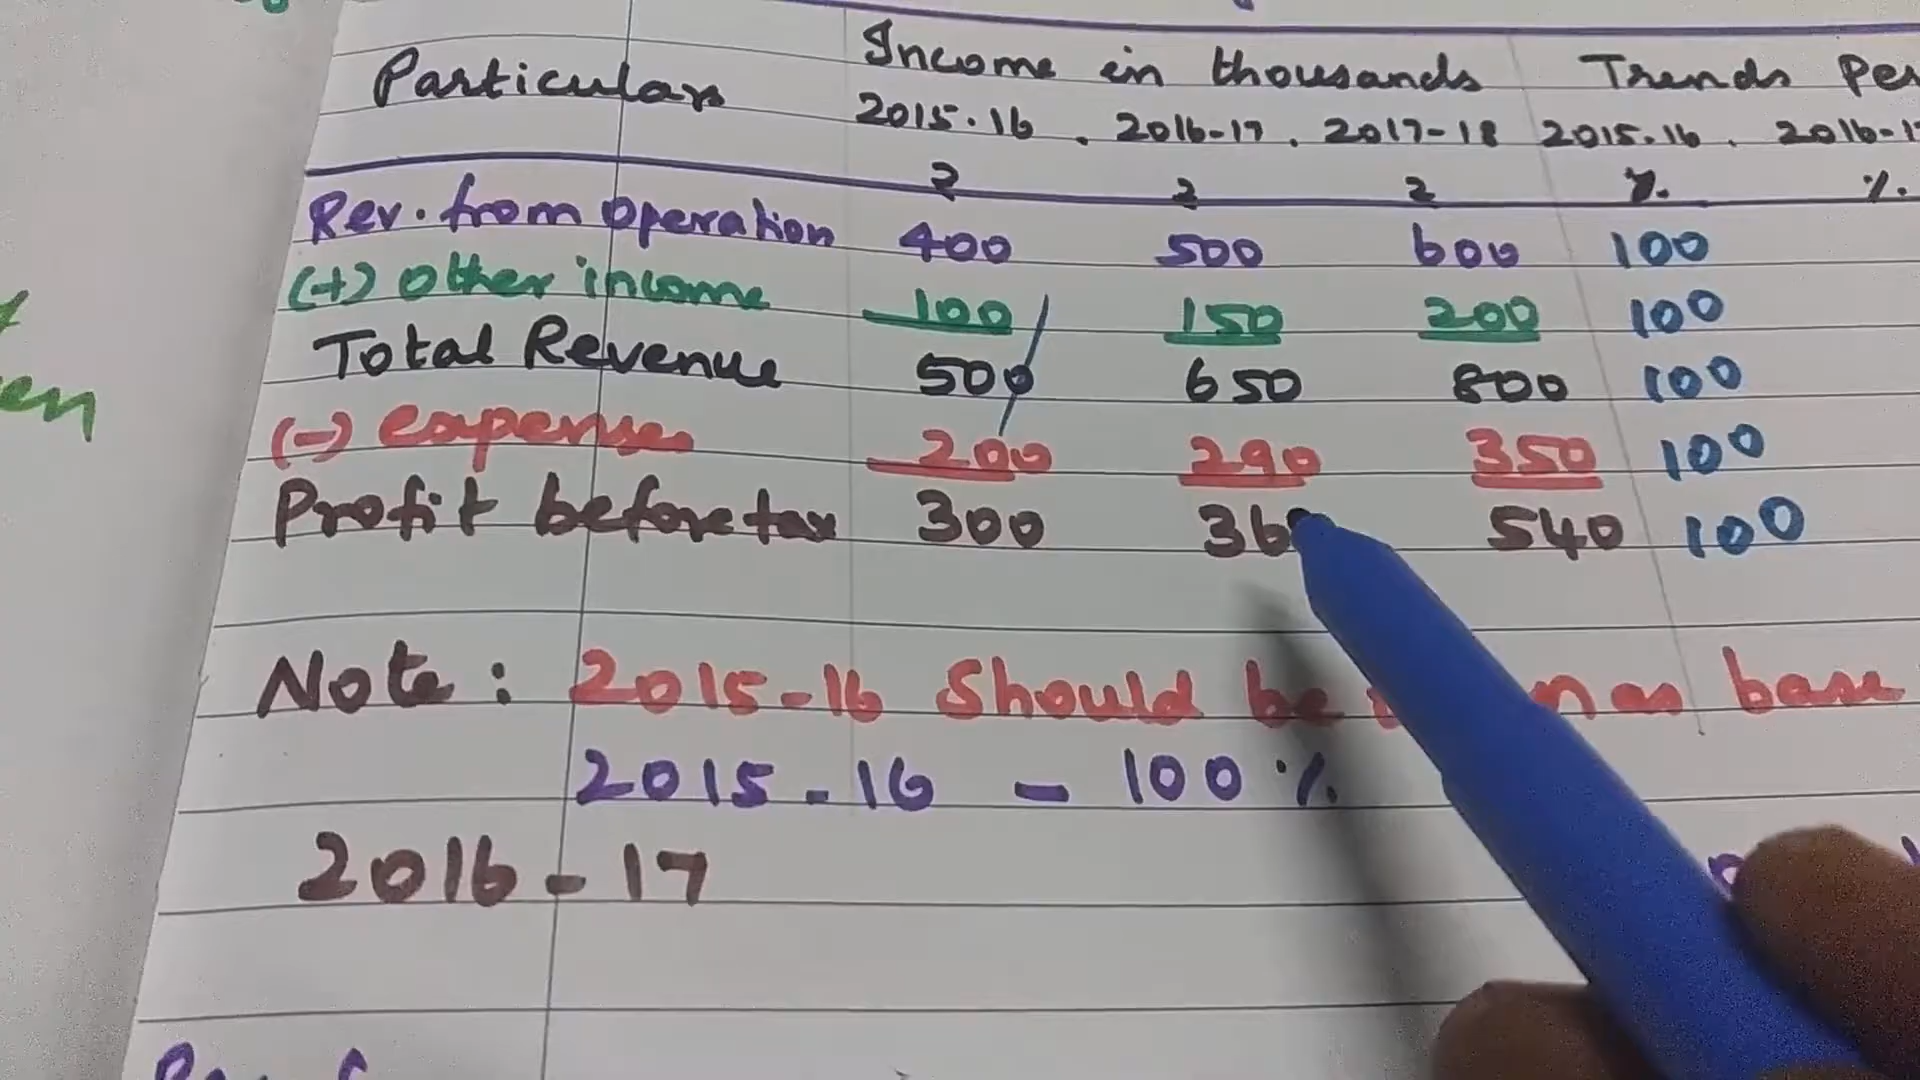 Income in thousands Trends Per
Particulars 2015-16 . 2016-17 . 2017-18 2015-16 . 2016-17
₹ ₹ ₹ %. %.
Rev. from operation 400 500 600 100
(+) Other income 100 150 200 100
Total Revenue 500 650 800 100
(-) expenses 200 290 350 100
Profit before tax 300 360 540 100
Note: 2015-16 Should be as base
2015-16 - 100 %.
2016-17